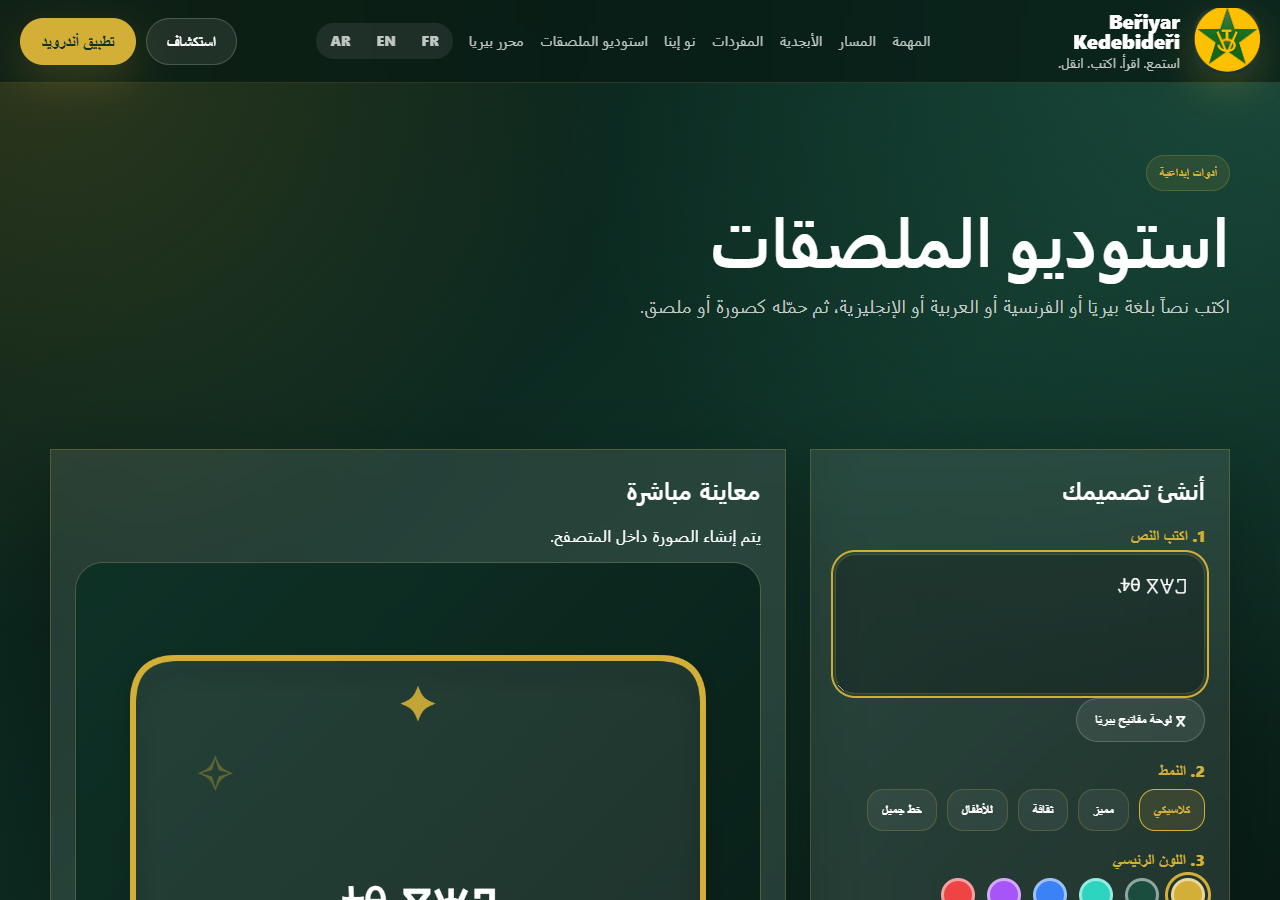 Beřiyar
Kedebideři
استمع. اقرأ. اكتب. انقل.
المهمة
المسار
الأبجدية
المفردات
نو إينا
استوديو الملصقات
محرر بيريا
FR
EN
AR
استكشاف
تطبيق أندرويد
أدوات إبداعية
استوديو الملصقات
اكتب نصاً بلغة بيريَا أو الفرنسية أو العربية أو الإنجليزية، ثم حمّله كصورة أو ملصق.
أنشئ تصميمك
1. اكتب النص
لوحة مفاتيح بيريَا
2. النمط
كلاسيكي
مميز
ثقافة
للأطفال
خط جميل
3. اللون الرئيسي
معاينة مباشرة
يتم إنشاء الصورة داخل المتصفح.